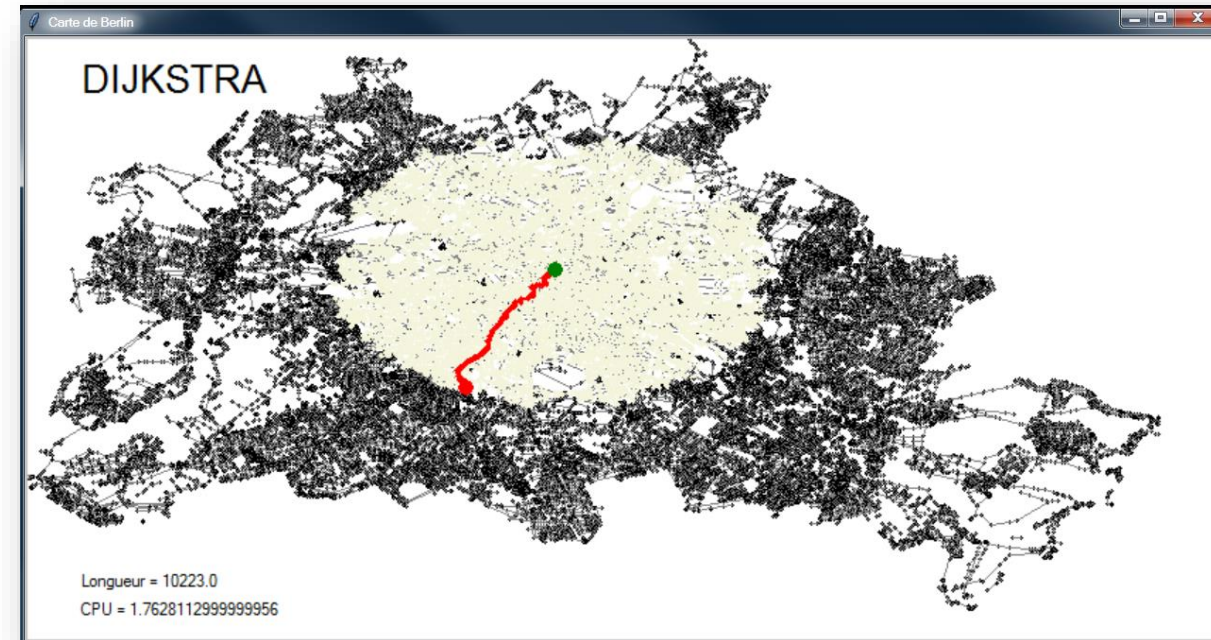 Carte de Berlin
DIJKSTRA
Longueur = 10223.0
CPU = 1.7628112999999956